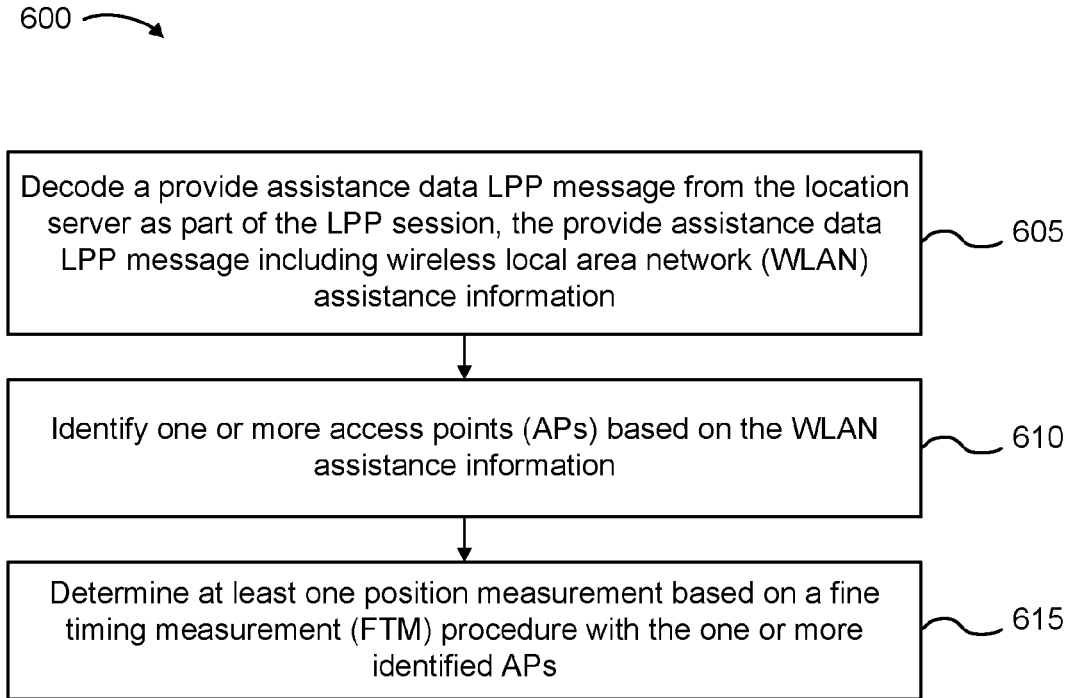 600
Decode a provide assistance data LPP message from the location
server as part of the LPP session, the provide assistance data
LPP message including wireless local area network (WLAN)
assistance information
605
Identify one or more access points (APs) based on the WLAN
assistance information
610
Determine at least one position measurement based on a fine
timing measurement (FTM) procedure with the one or more
identified APs
615